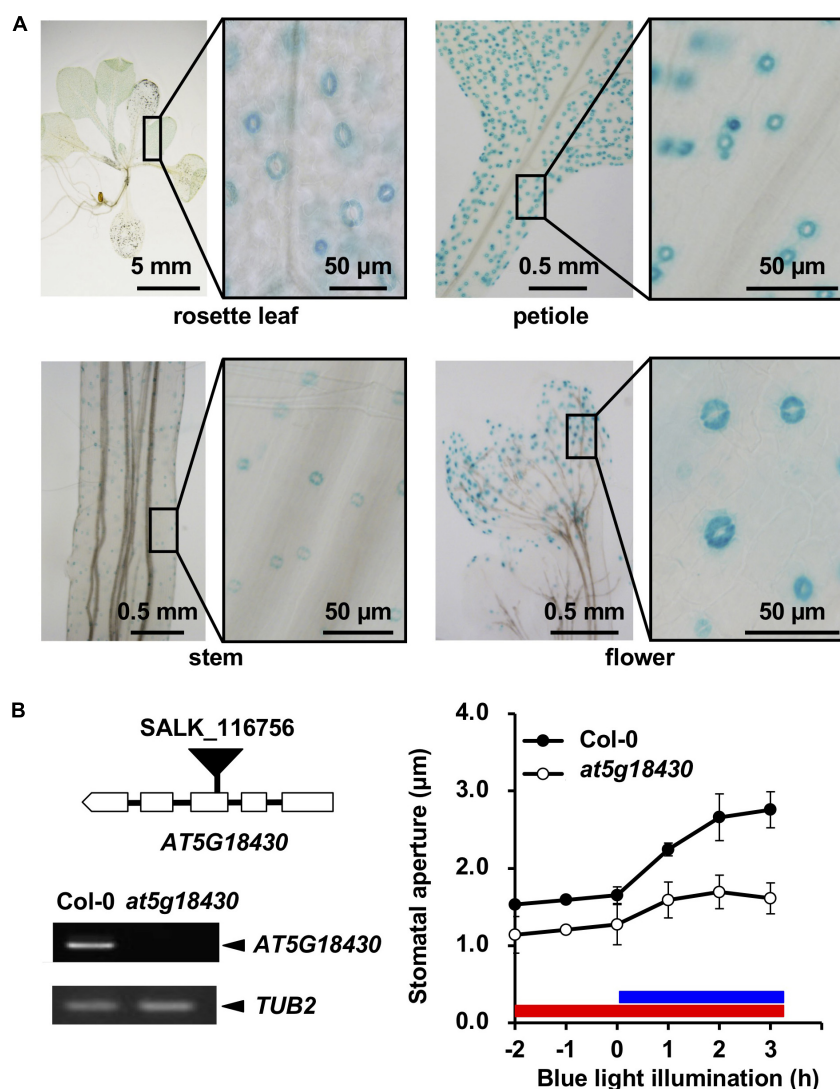 A
5 mm
50 µm
0.5 mm
50 µm
rosette leaf
petiole
0.5 mm
50 µm
0.5 mm
50 µm
stem
flower
B
SALK_116756
AT5G18430
Col-0 at5g18430
AT5G18430
TUB2
Stomatal aperture (µm)
4.0
3.0
2.0
1.0
0.0
Col-0
at5g18430
-2 -1 0 1 2 3
Blue light illumination (h)